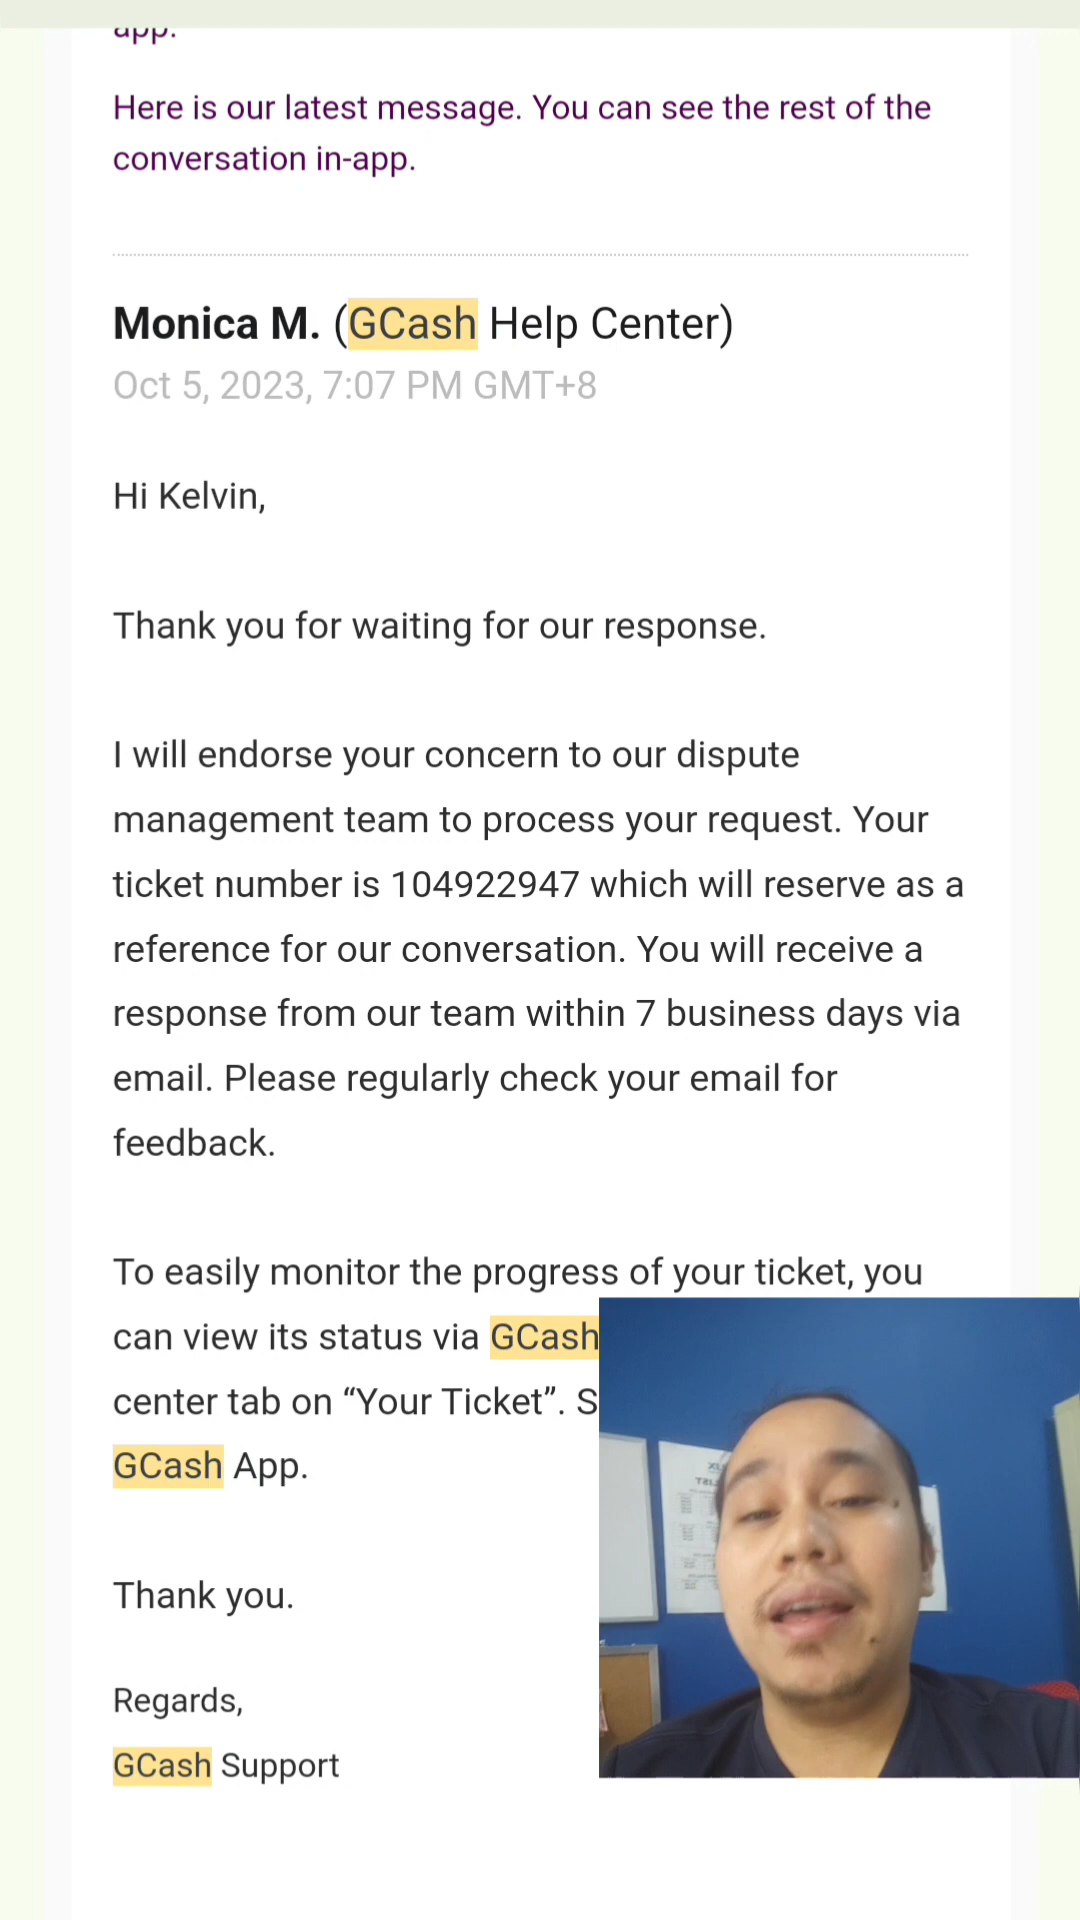 app.
Here is our latest message. You can see the rest of the
conversation in-app.
Monica M. (GCash Help Center)
Oct 5, 2023, 7:07 PM GMT+8
Hi Kelvin,
Thank you for waiting for our response.
I will endorse your concern to our dispute
management team to process your request. Your
ticket number is 104922947 which will reserve as a
reference for our conversation. You will receive a
response from our team within 7 business days via
email. Please regularly check your email for
feedback.
To easily monitor the progress of your ticket, you
can view its status via GCash
center tab on “Your Ticket”. S
GCash App.
Thank you.
Regards,
GCash Support